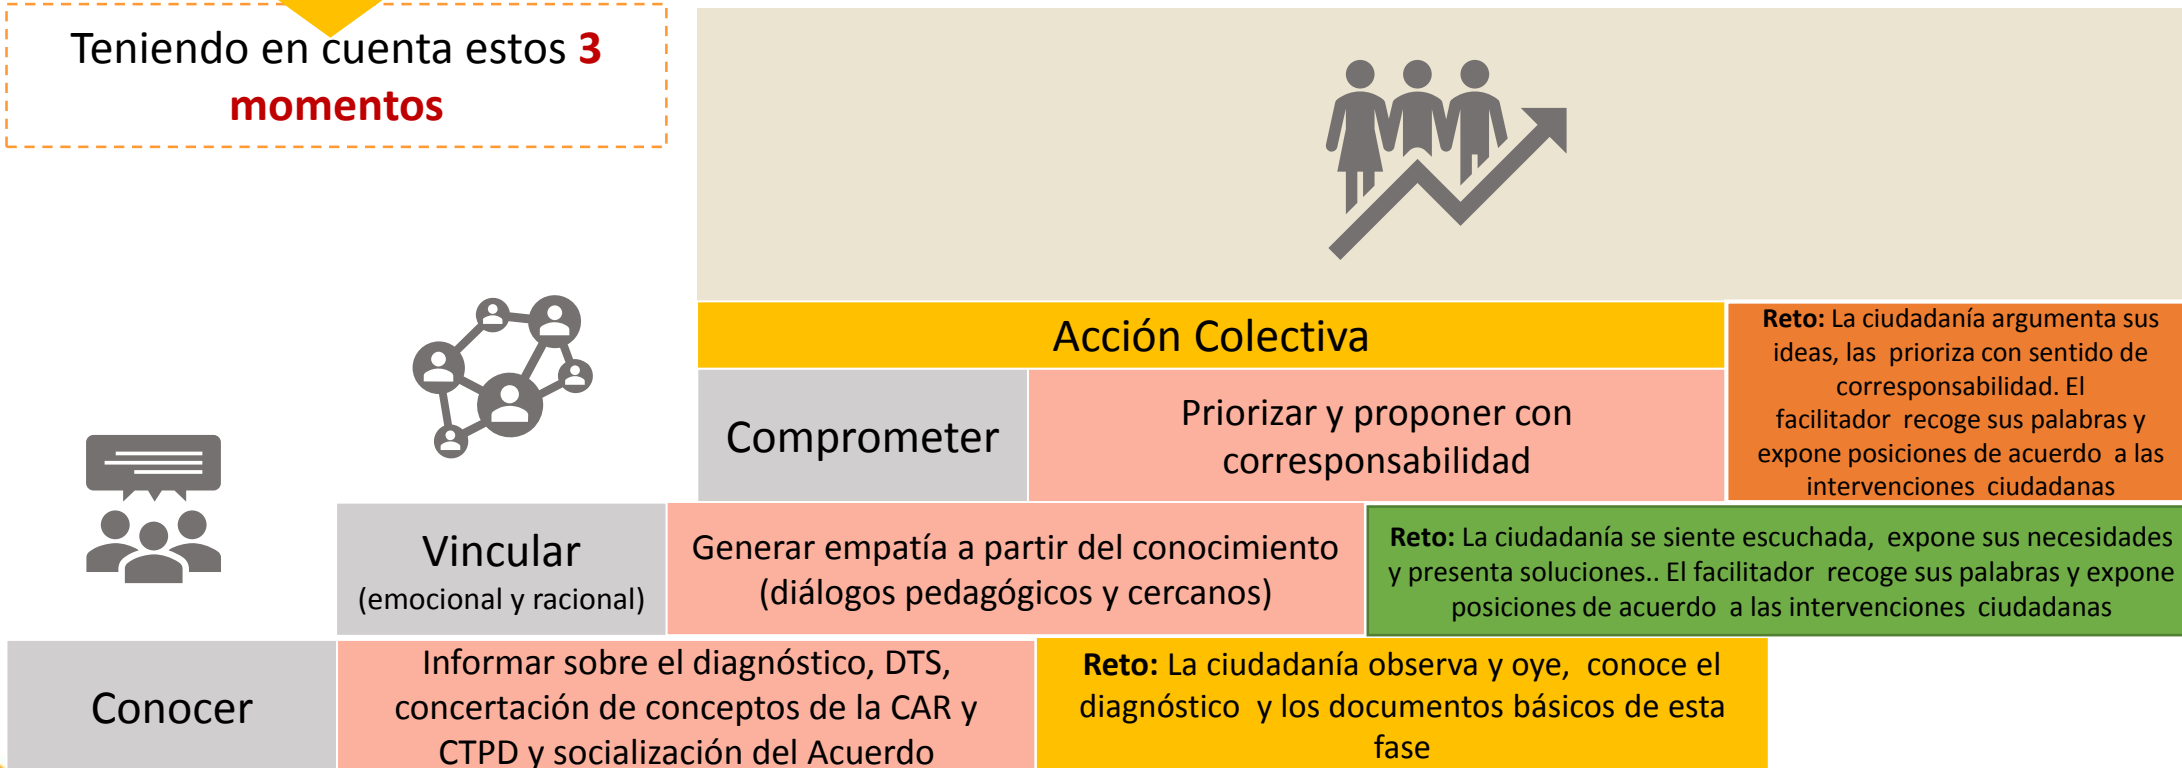 Teniendo en cuenta estos 3
momentos
Acción Colectiva
Reto: La ciudadanía argumenta sus
ideas, las prioriza con sentido de
corresponsabilidad. El
facilitador recoge sus palabras y
expone posiciones de acuerdo a las
intervenciones ciudadanas
Comprometer
Priorizar y proponer con
corresponsabilidad
Vincular
(emocional y racional)
Generar empatía a partir del conocimiento
(diálogos pedagógicos y cercanos)
Reto: La ciudadanía se siente escuchada, expone sus necesidades
y presenta soluciones.. El facilitador recoge sus palabras y expone
posiciones de acuerdo a las intervenciones ciudadanas
Conocer
Informar sobre el diagnóstico, DTS,
concertación de conceptos de la CAR y
CTPD y socialización del Acuerdo
Reto: La ciudadanía observa y oye, conoce el
diagnóstico y los documentos básicos de esta
fase